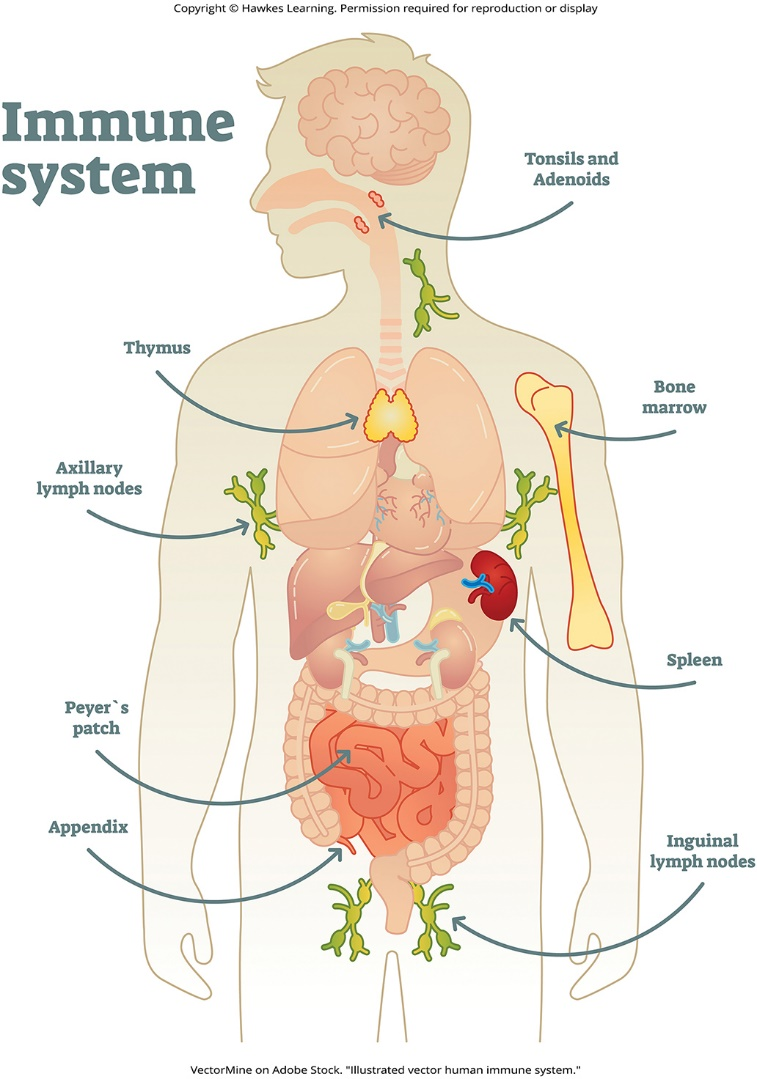 Copyright © Hawkes Learning. Permission required for reproduction or display
Immune
system
Tonsils and
Adenoids
Thymus
Bone
marrow
Axillary
lymph nodes
Spleen
Peyer`s
patch
Appendix
Inguinal
lymph nodes
VectorMine on Adobe Stock. "Illustrated vector human immune system."